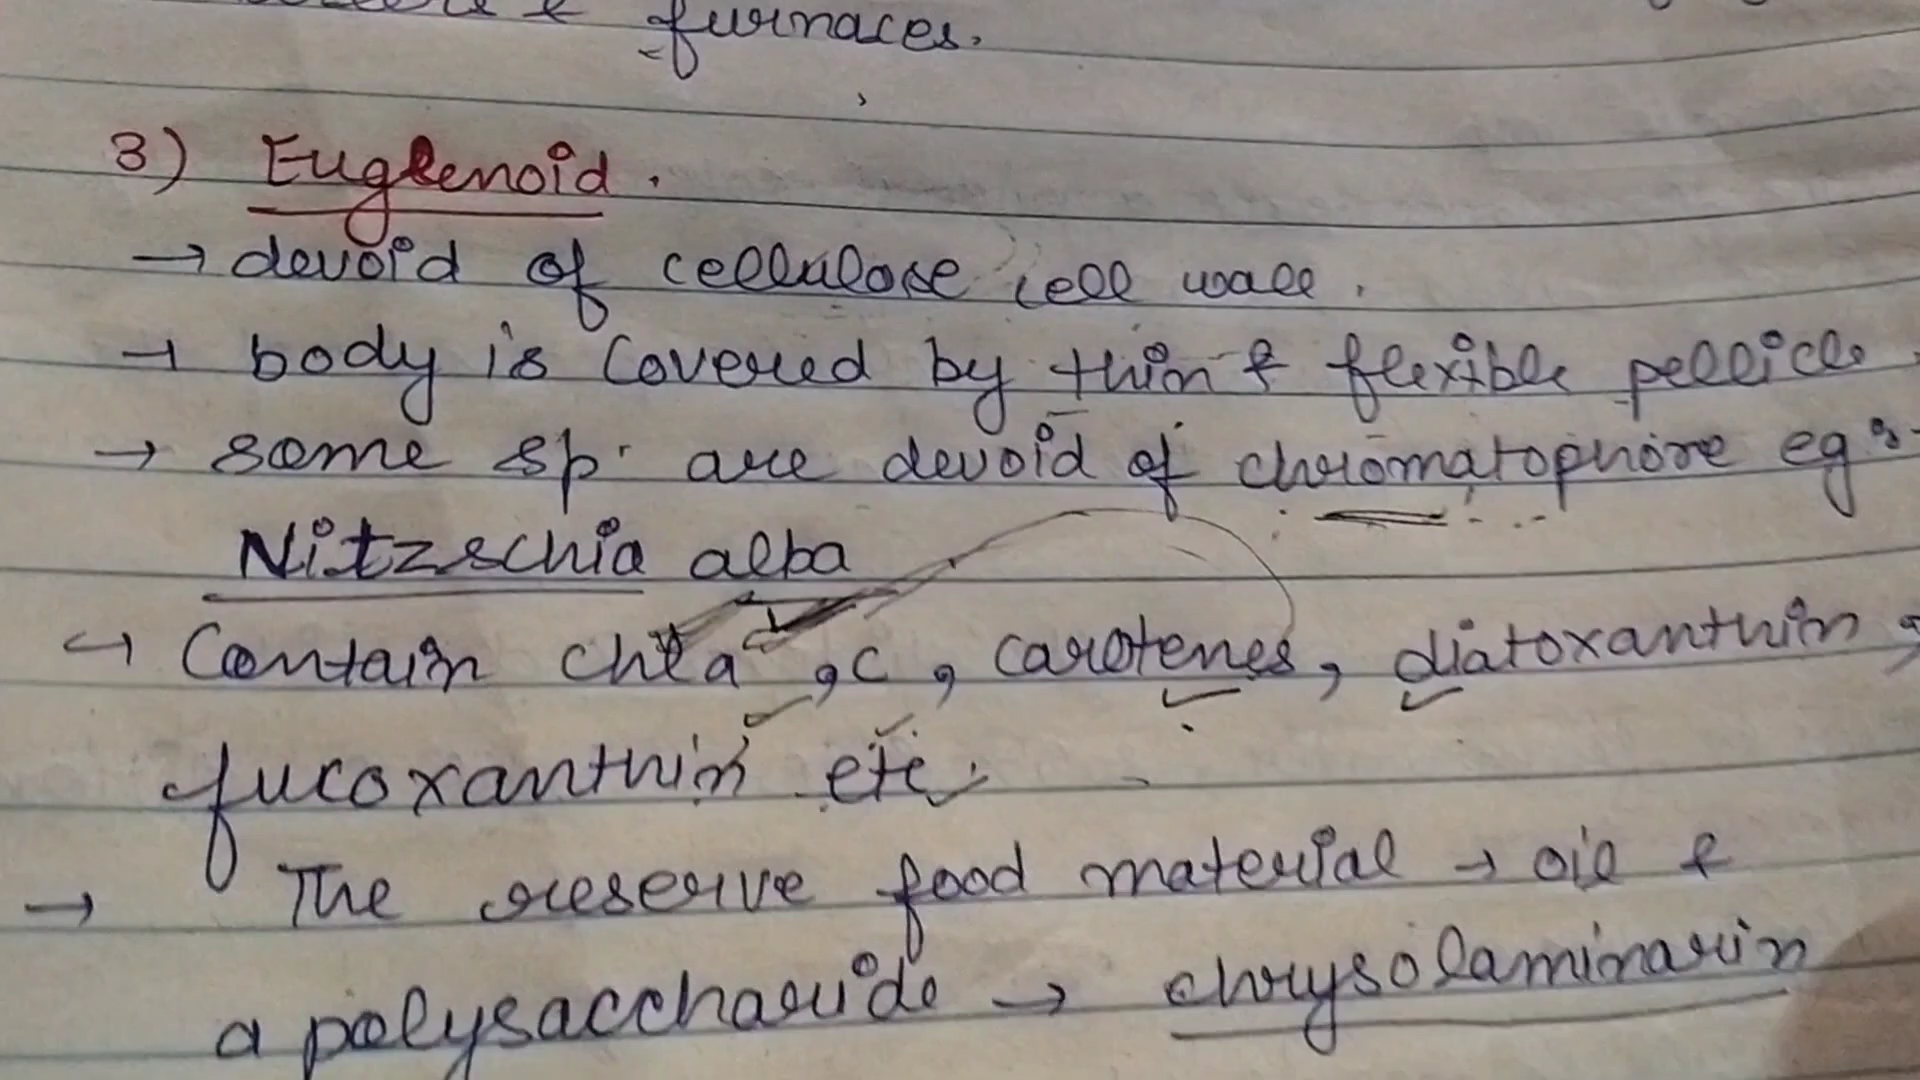 & furnaces.
3) Euglenoid.
→ devoid of cellulose cell wall.
→ body is covered by thin & flexible pellicle
→ some sp. are devoid of chromatophore eg:-
Nitzschia alba
→ Contain chl a, c, carotenes, diatoxanthin,
fucoxanthin etc.
→ The reserve food material → oil &
a polysaccharide → chrysolaminarin